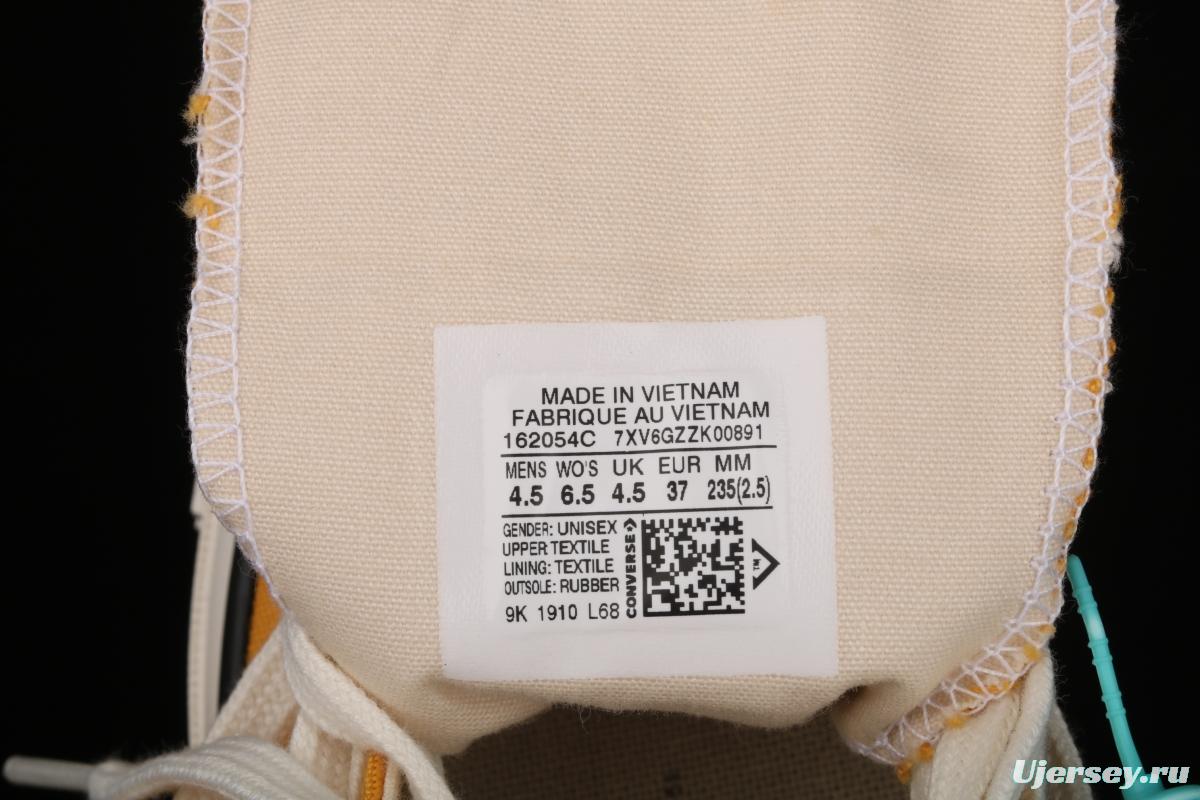 MADE IN VIETNAM
FABRIQUE AU VIETNAM
162054C 7XV6GZZK00891
MENS WO'S UK EUR MM
4.5 6.5 4.5 37 235(2.5)
GENDER: UNISEX
UPPER TEXTILE
LINING: TEXTILE
OUTSOLE: RUBBER
9K 1910 L68
CONVERSE
TM
Ujersey.ru